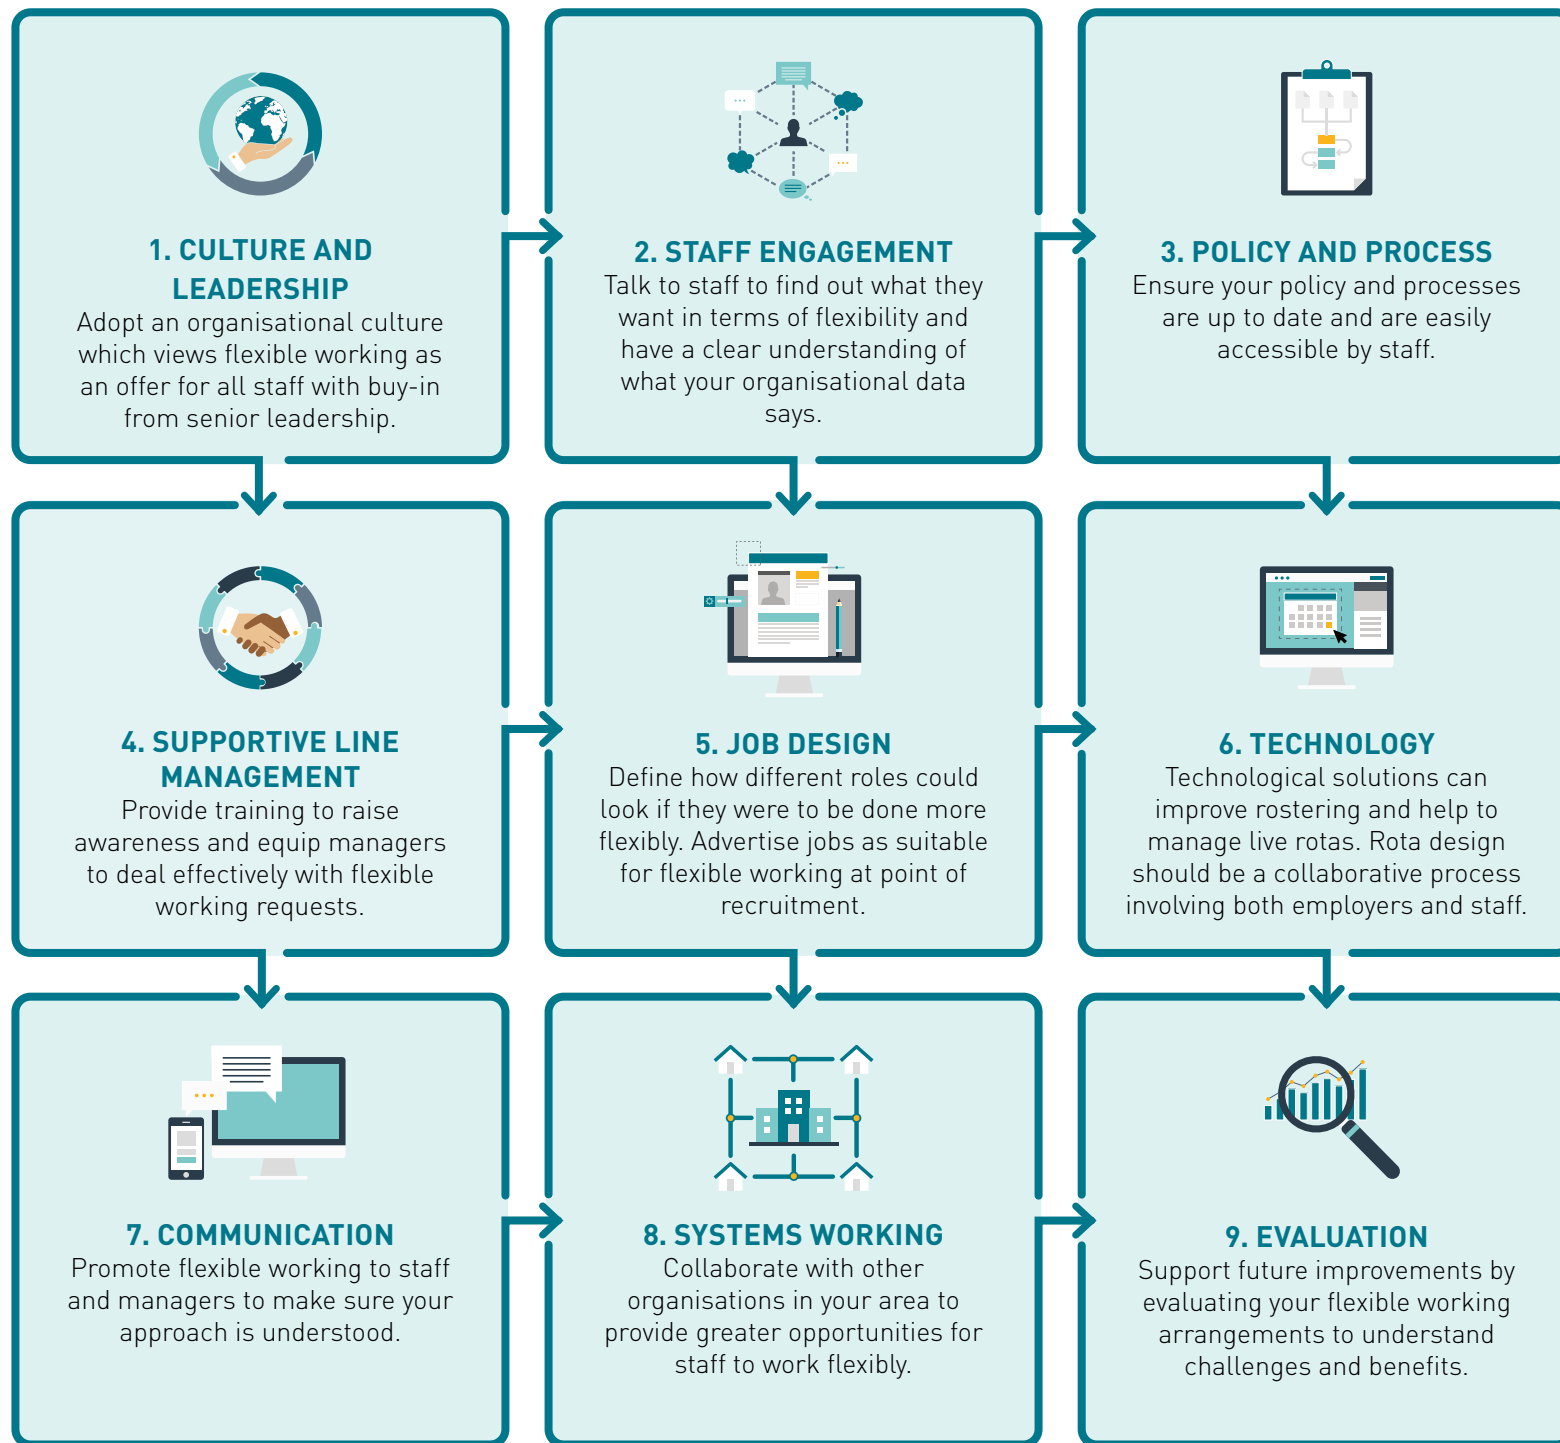 1. CULTURE AND
LEADERSHIP
Adopt an organisational culture
which views flexible working as
an offer for all staff with buy-in
from senior leadership.
2. STAFF ENGAGEMENT
Talk to staff to find out what they
want in terms of flexibility and
have a clear understanding of
what your organisational data
says.
3. POLICY AND PROCESS
Ensure your policy and processes
are up to date and are easily
accessible by staff.
4. SUPPORTIVE LINE
MANAGEMENT
Provide training to raise
awareness and equip managers
to deal effectively with flexible
working requests.
5. JOB DESIGN
Define how different roles could
look if they were to be done more
flexibly. Advertise jobs as suitable
for flexible working at point of
recruitment.
6. TECHNOLOGY
Technological solutions can
improve rostering and help to
manage live rotas. Rota design
should be a collaborative process
involving both employers and staff.
7. COMMUNICATION
Promote flexible working to staff
and managers to make sure your
approach is understood.
8. SYSTEMS WORKING
Collaborate with other
organisations in your area to
provide greater opportunities for
staff to work flexibly.
9. EVALUATION
Support future improvements by
evaluating your flexible working
arrangements to understand
challenges and benefits.